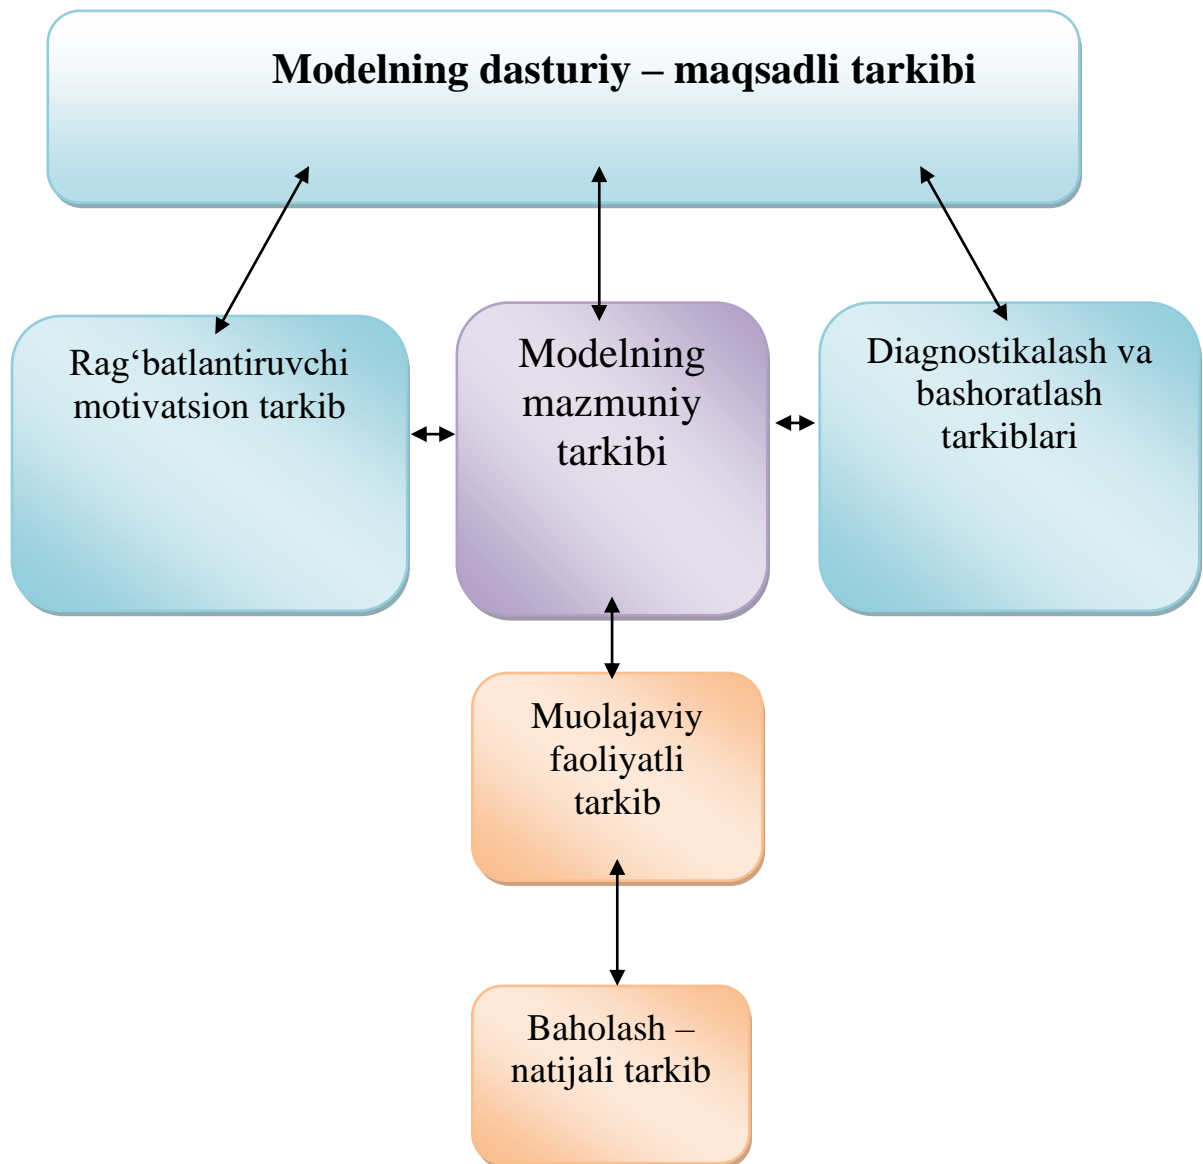 Modelning dasturiy – maqsadli tarkibi
Rag‘batlantiruvchi
motivatsion tarkib
Modelning
mazmuniy
tarkibi
Diagnostikalash va
bashoratlash
tarkiblari
Muolajaviy
faoliyatli
tarkib
Baholash –
natijali tarkib